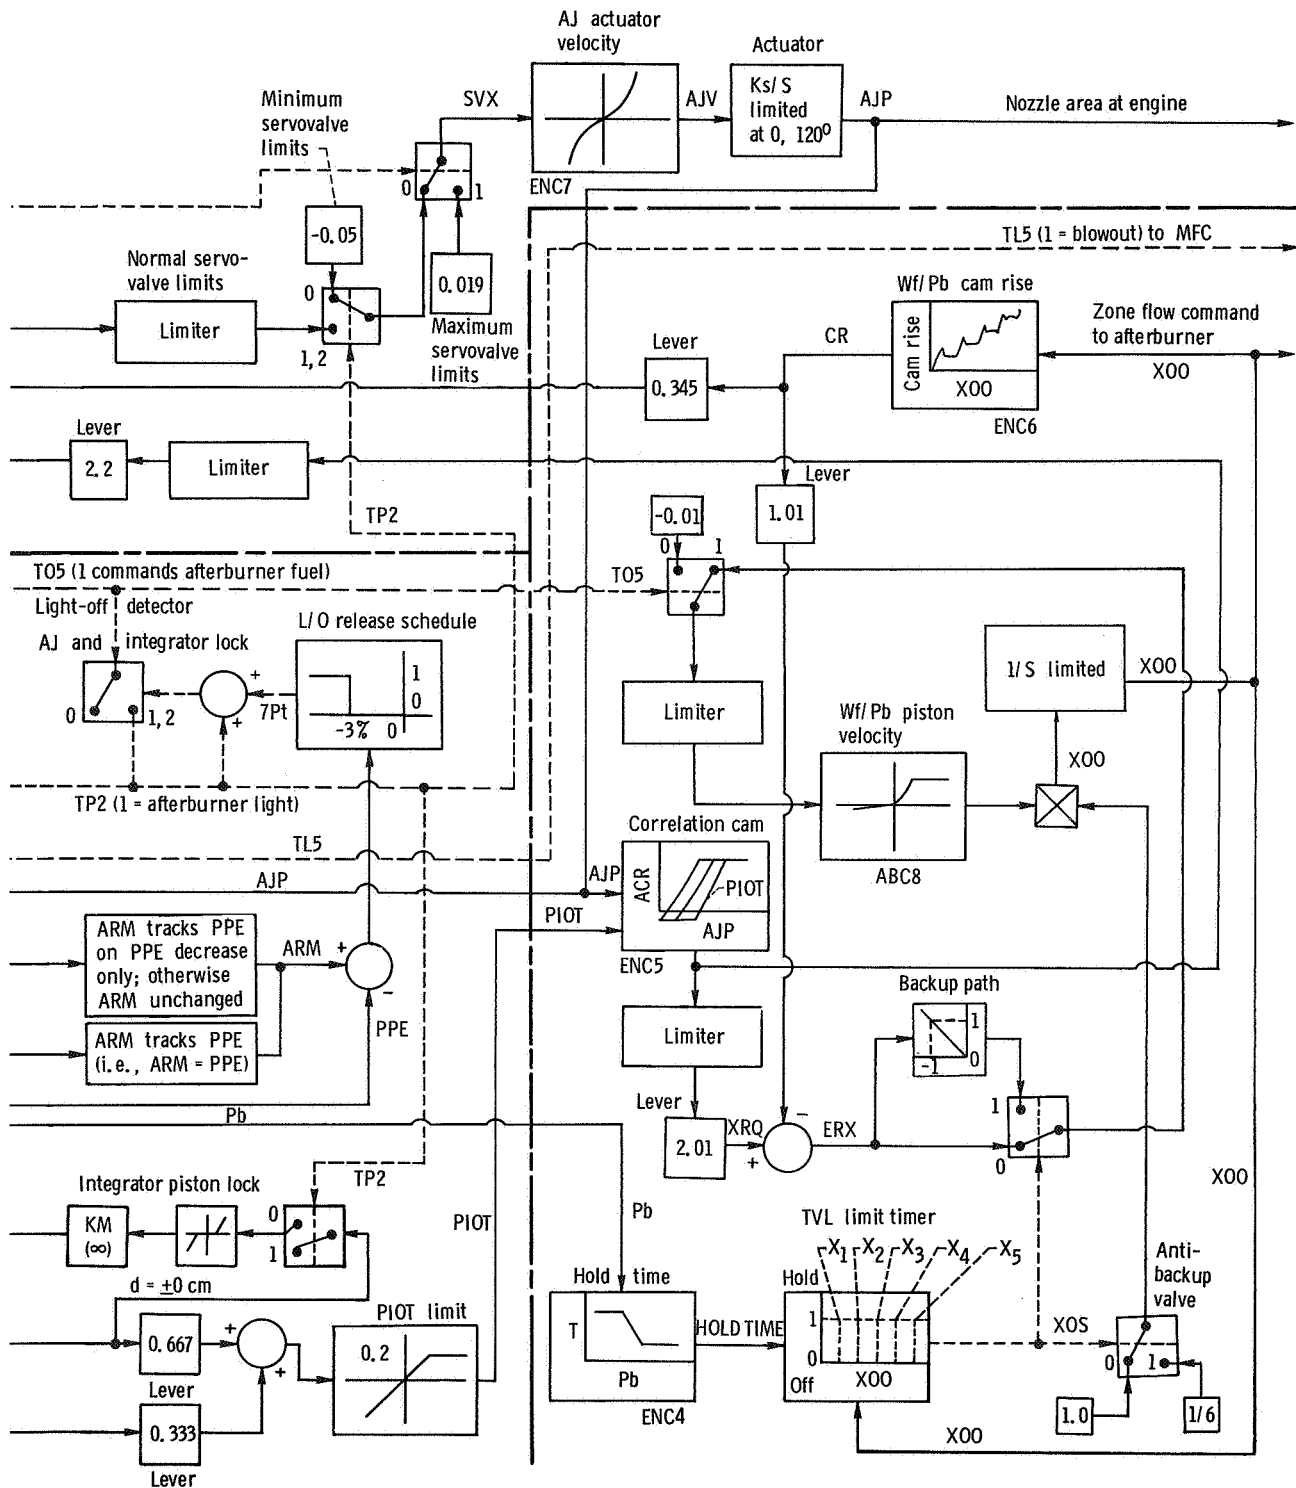 AJ actuator
velocity
Actuator
Ks/S
limited
at 0, 120⁰
SVX
AJV
AJP
Nozzle area at engine
ENC7
Minimum
servovalve
limits
0
1
-0.05
0.019
Maximum
servovalve
limits
Normal servo-
valve limits
Limiter
0
1,2
TL5 (1 = blowout) to MFC
Wf/Pb cam rise
Cam rise
XOO
ENC6
CR
Zone flow command
to afterburner
XOO
Lever
0.345
Lever
2.2
Limiter
Lever
1.01
TP2
-0.01
0
1
TO5 (1 commands afterburner fuel)
TO5
Light-off detector
AJ and integrator lock
L/O release schedule
1
0
-3%
0
7Pt
+
+
0
1,2
TP2 (1 = afterburner light)
TL5
Limiter
Wf/Pb piston
velocity
ABC8
1/S limited
XOO
XOO
Correlation cam
ACR
PIOT
AJP
ENC5
AJP
AJP
PIOT
ARM tracks PPE
on PPE decrease
only; otherwise
ARM unchanged
ARM
+
-
ARM tracks PPE
(i.e., ARM = PPE)
PPE
Pb
Limiter
Lever
2.01
XRQ
+
-
ERX
Backup path
1
0
-1
1
0
TP2
Integrator piston lock
KM
(∞)
0
1
d = ±0 cm
PIOT
Pb
XOO
0.667
Lever
+
+
0.333
Lever
PIOT limit
0.2
Hold time
T
Pb
ENC4
HOLD TIME
TVL limit timer
X1
X2
X3
X4
X5
Hold
1
0
Off
XOO
XOS
Anti-
backup
valve
0
1
1.0
1/6
XOO